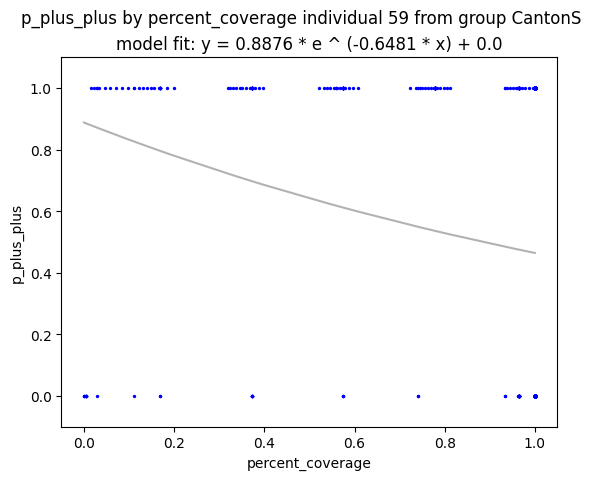 p_plus_plus by percent_coverage individual 59 from group CantonS
model fit: y = 0.8876 * e ^ (-0.6481 * x) + 0.0
1.0
0.8
0.6
0.4
0.2
0.0
p_plus_plus
0.0 0.2 0.4 0.6 0.8 1.0
percent_coverage